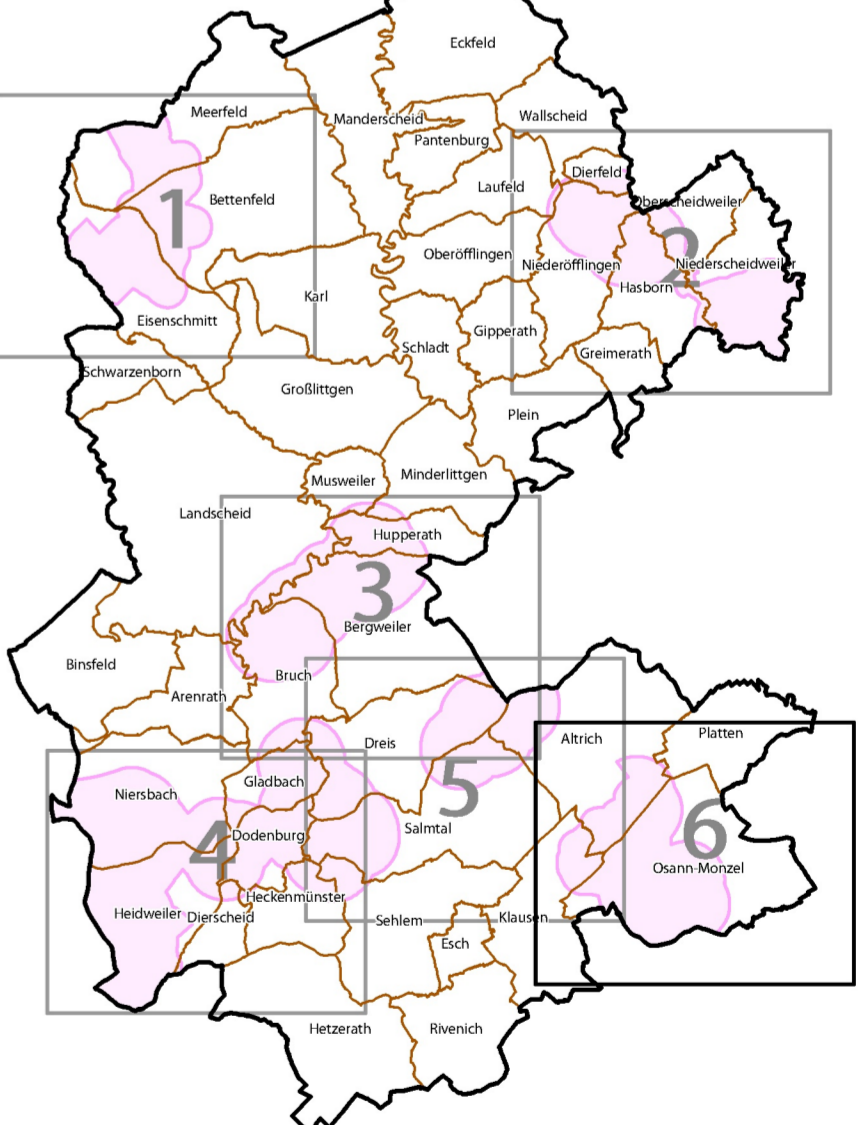 Eckfeld
Meerfeld
Manderscheid
Wallscheid
Pantenburg
Dierfeld
Laufeld
1
Bettenfeld
Oberscheidweiler
2
Oberöfflingen
Niederöfflingen
Niederscheidweiler
Hasborn
Karl
Eisenschmitt
Gipperath
Schladt
Greimerath
Schwarzenborn
Großlittgen
Plein
Musweiler
Minderlittgen
Landscheid
Hupperath
3
Bergweiler
Binsfeld
Bruch
Arenrath
Platten
Altrich
Dreis
Gladbach
5
Niersbach
6
Salmtal
Dodenburg
4
Osann-Monzel
Heckenmünster
Heidweiler
Dierscheid
Klausen
Sehlem
Esch
Hetzerath
Rivenich